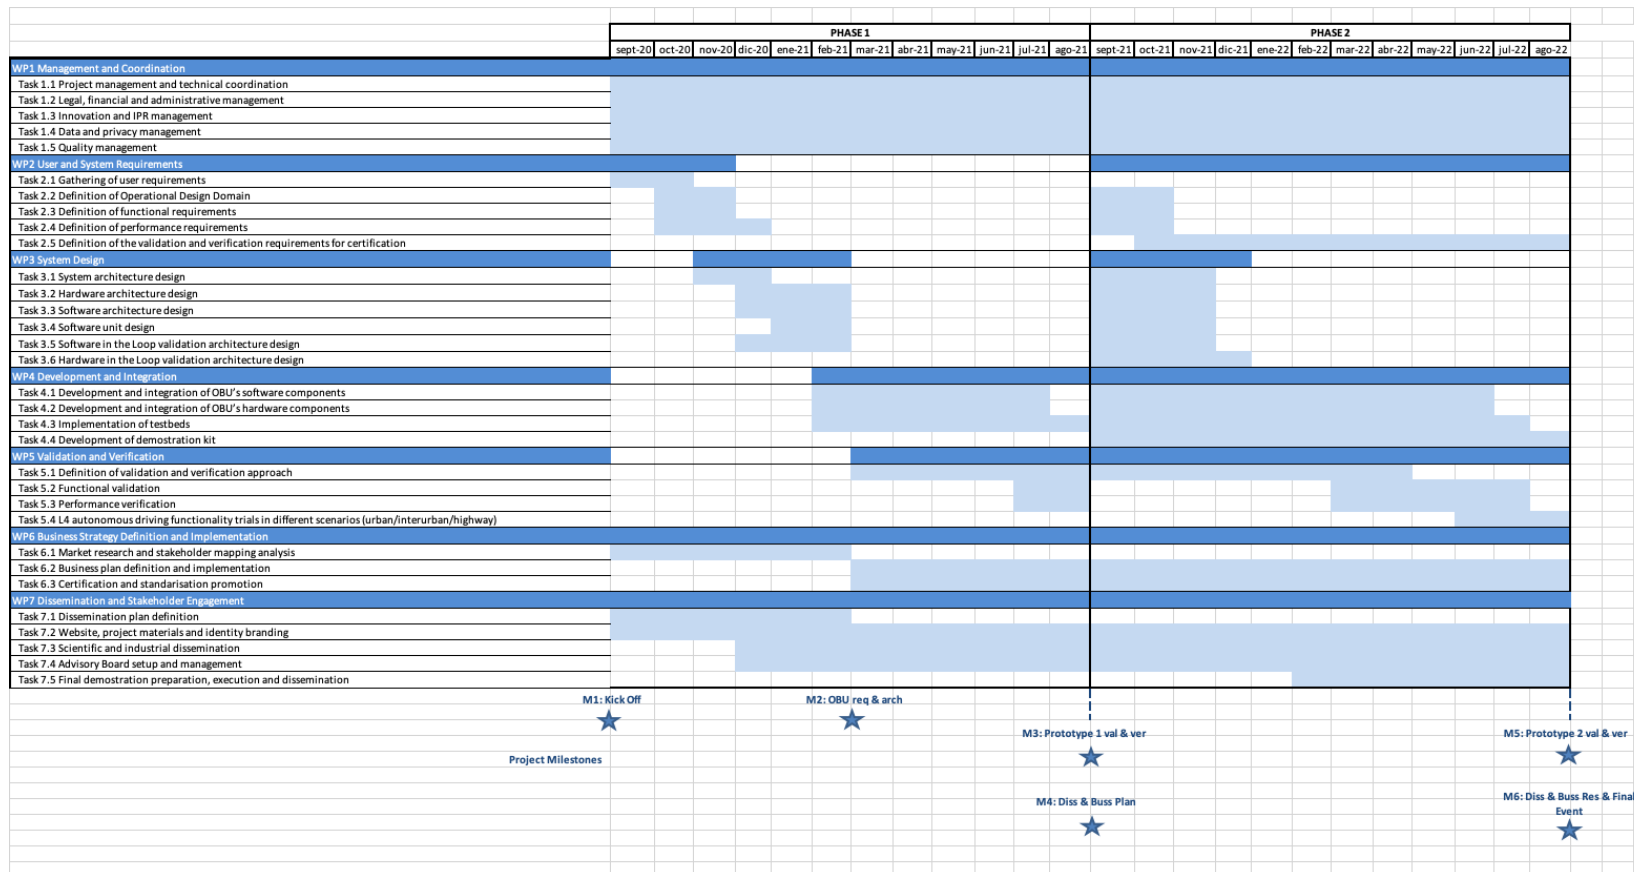 PHASE 1 PHASE 2
sept-20 oct-20 nov-20 dic-20 ene-21 feb-21 mar-21 abr-21 may-21 jun-21 jul-21 ago-21 sept-21 oct-21 nov-21 dic-21 ene-22 feb-22 mar-22 abr-22 may-22 jun-22 jul-22 ago-22
WP1 Management and Coordination
Task 1.1 Project management and technical coordination
Task 1.2 Legal, financial and administrative management
Task 1.3 Innovation and IPR management
Task 1.4 Data and privacy management
Task 1.5 Quality management
WP2 User and System Requirements
Task 2.1 Gathering of user requirements
Task 2.2 Definition of Operational Design Domain
Task 2.3 Definition of functional requirements
Task 2.4 Definition of performance requirements
Task 2.5 Definition of the validation and verification requirements for certification
WP3 System Design
Task 3.1 System architecture design
Task 3.2 Hardware architecture design
Task 3.3 Software architecture design
Task 3.4 Software unit design
Task 3.5 Software in the Loop validation architecture design
Task 3.6 Hardware in the Loop validation architecture design
WP4 Development and Integration
Task 4.1 Development and integration of OBU's software components
Task 4.2 Development and integration of OBU's hardware components
Task 4.3 Implementation of testbeds
Task 4.4 Development of demostration kit
WP5 Validation and Verification
Task 5.1 Definition of validation and verification approach
Task 5.2 Functional validation
Task 5.3 Performance verification
Task 5.4 L4 autonomous driving functionality trials in different scenarios (urban/interurban/highway)
WP6 Business Strategy Definition and Implementation
Task 6.1 Market research and stakeholder mapping analysis
Task 6.2 Business plan definition and implementation
Task 6.3 Certification and standarisation promotion
WP7 Dissemination and Stakeholder Engagement
Task 7.1 Dissemination plan definition
Task 7.2 Website, project materials and identity branding
Task 7.3 Scientific and industrial dissemination
Task 7.4 Advisory Board setup and management
Task 7.5 Final demostration preparation, execution and dissemination
M1: Kick Off M2: OBU req & arch
M3: Prototype 1 val & ver M5: Prototype 2 val & ver
Project Milestones
M4: Diss & Buss Plan M6: Diss & Buss Res & Final
Event